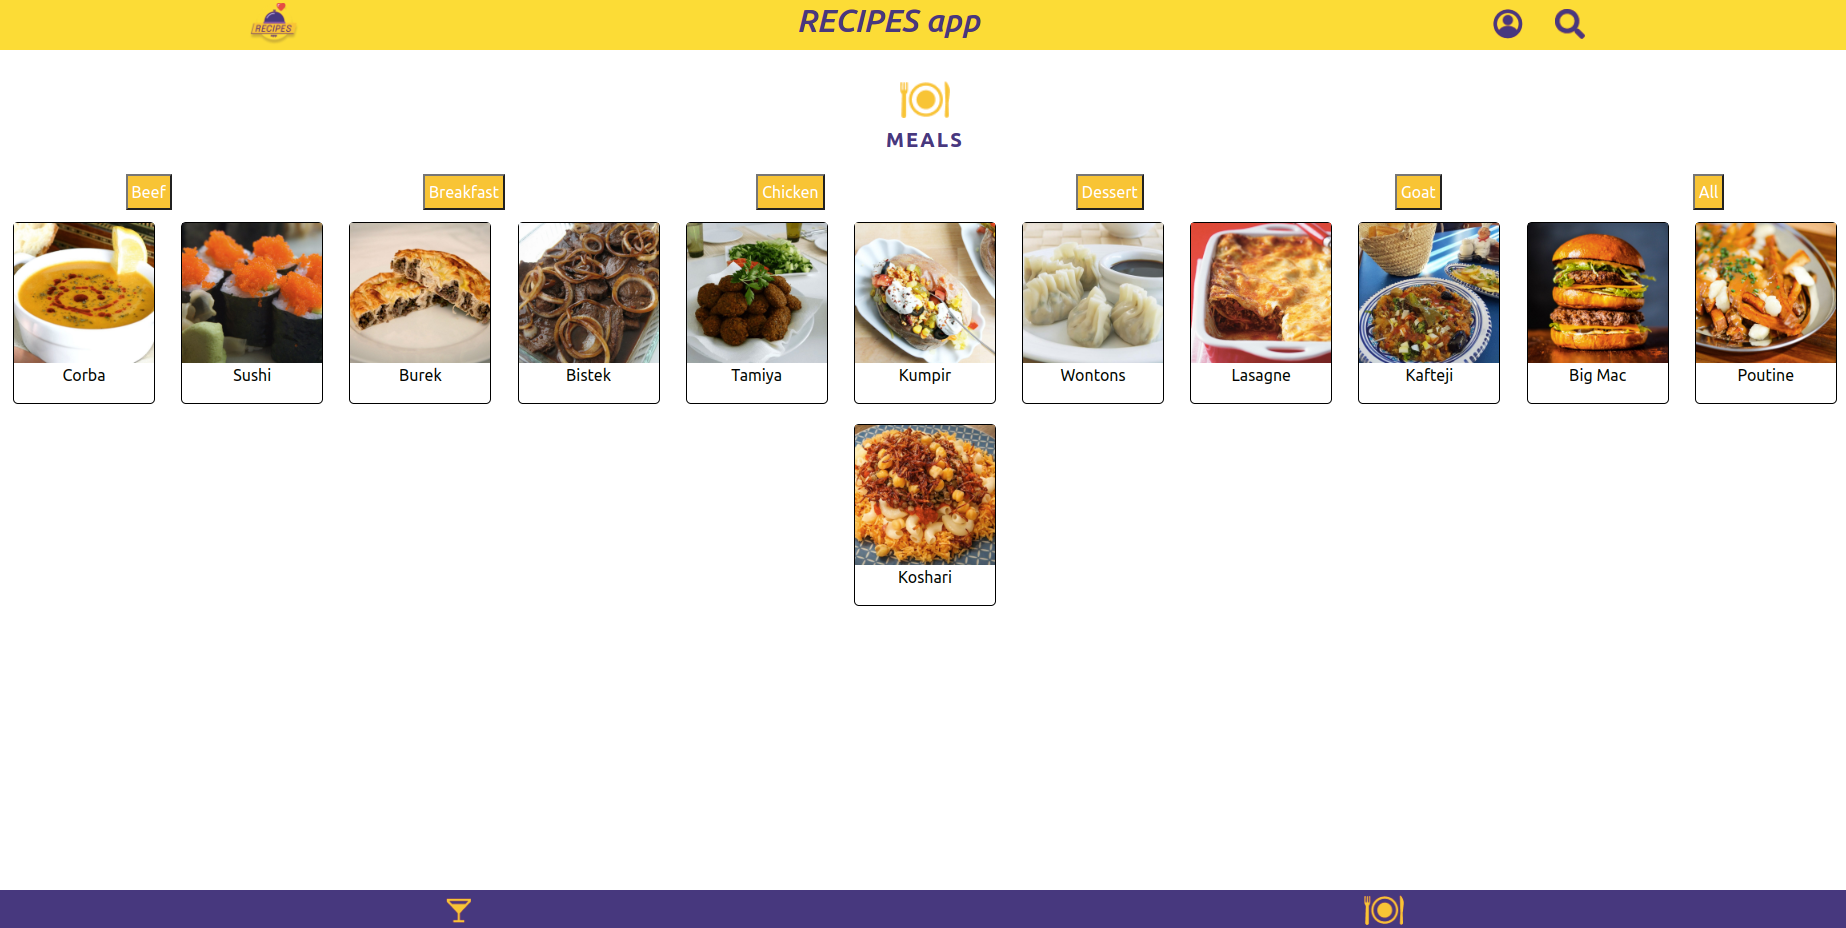 RECIPES
RECIPES app
MEALS
Beef
Breakfast
Chicken
Dessert
Goat
All
Corba
Sushi
Burek
Bistek
Tamiya
Kumpir
Wontons
Lasagne
Kafteji
Big Mac
Poutine
Koshari